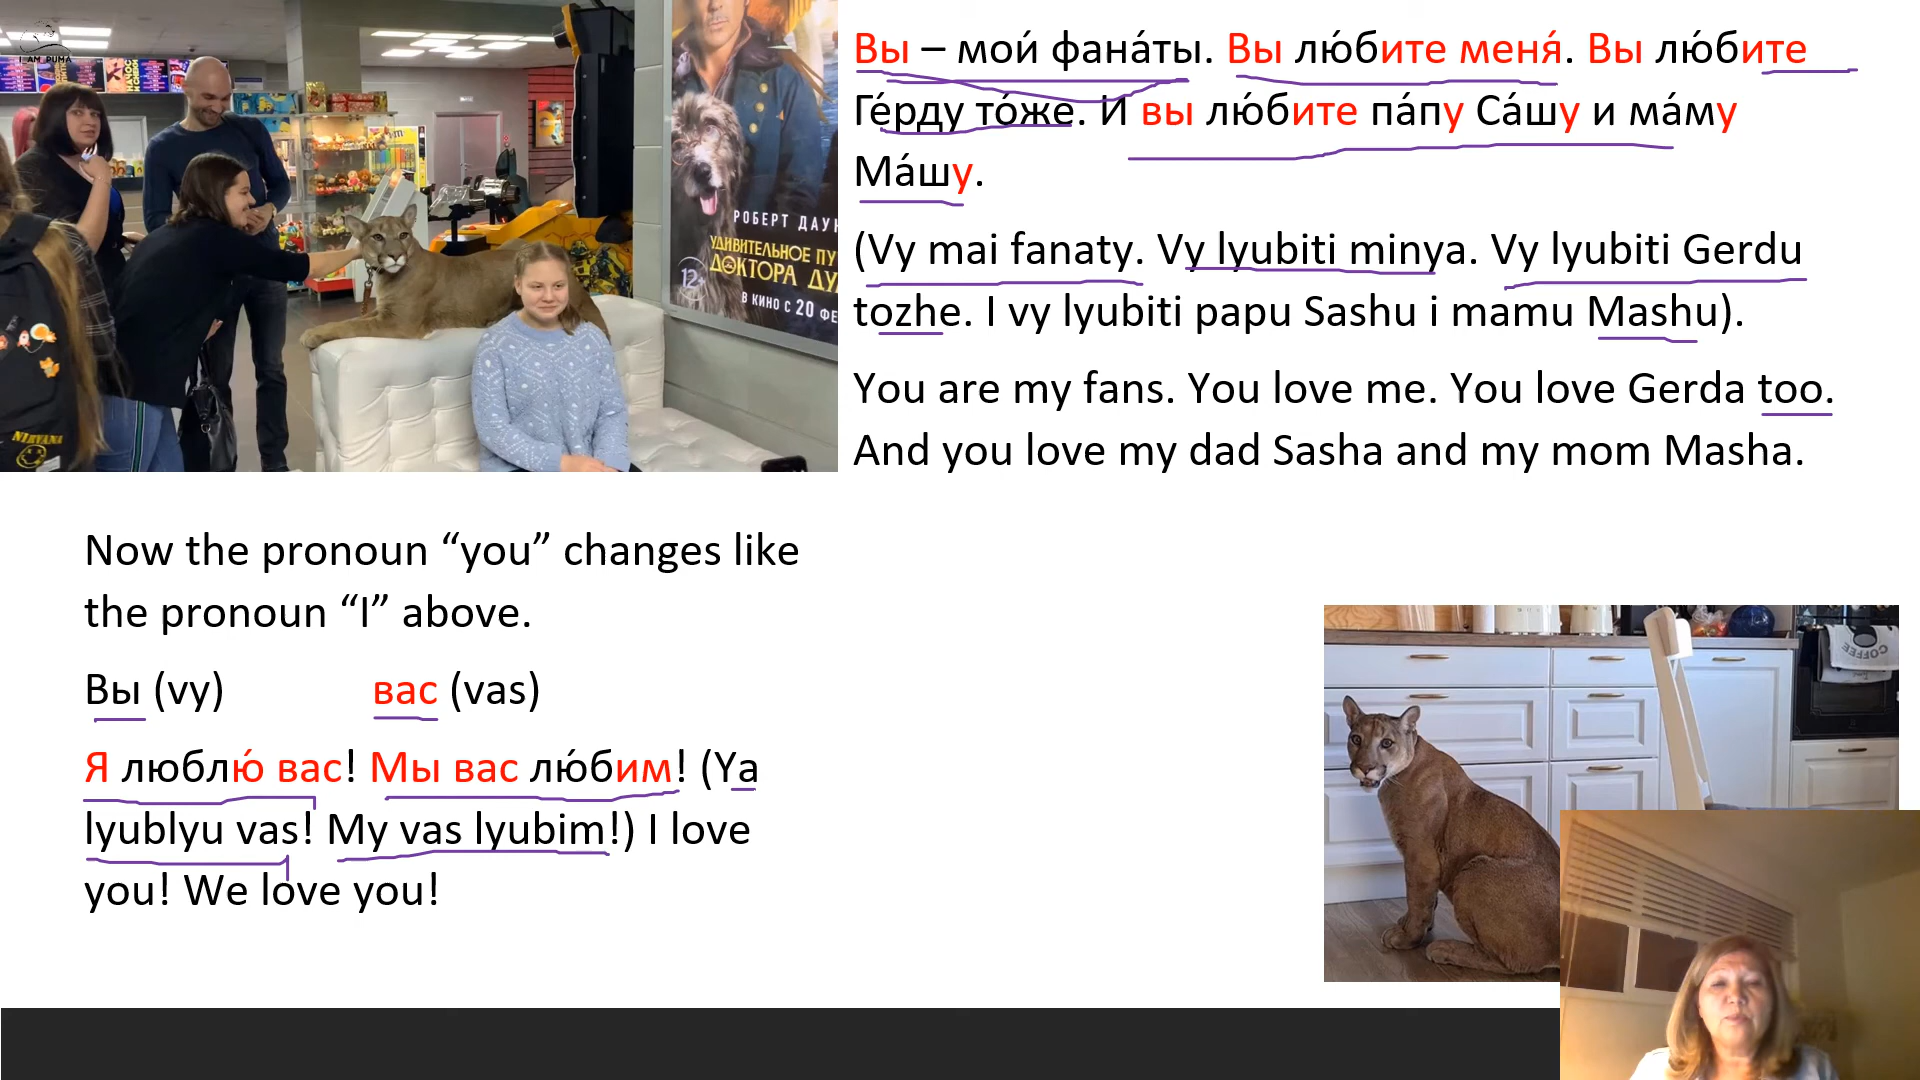 I AM PUMA
NIRVANA
РОБЕРТ ДАУН
УДИВИТЕЛЬНОЕ ПУ
ДОКТОРА ДУ
12+
В КИНО С 20 ФЕ
Вы – мои́ фана́ты. Вы лю́бите меня́. Вы лю́бите
Ге́рду то́же. И вы лю́бите па́пу Са́шу и ма́му
Ма́шу.
(Vy mai fanaty. Vy lyubiti minya. Vy lyubiti Gerdu
tozhe. I vy lyubiti papu Sashu i mamu Mashu).
You are my fans. You love me. You love Gerda too.
And you love my dad Sasha and my mom Masha.
Now the pronoun “you” changes like
the pronoun “I” above.
Вы (vy) вас (vas)
Я люблю́ вас! Мы вас лю́бим! (Ya
lyublyu vas! My vas lyubim!) I love
you! We love you!
COFFEE